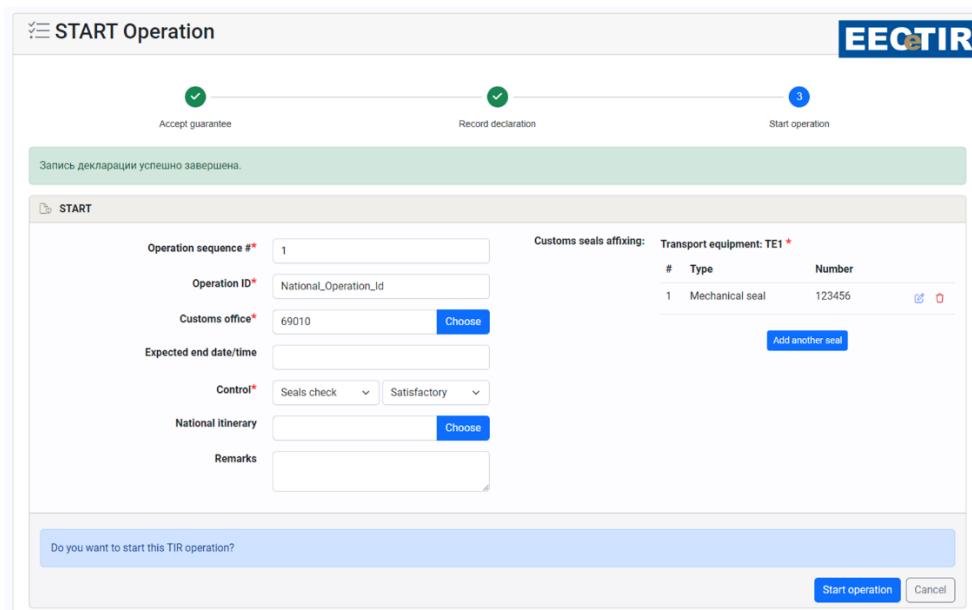 START Operation
EEC eTIR
3
Accept guarantee
Record declaration
Start operation
Запись декларации успешно завершена.
START
Operation sequence #* 1
Operation ID* National_Operation_Id
Customs office* 69010 Choose
Expected end date/time
Control* Seals check Satisfactory
National itinerary Choose
Remarks
Customs seals affixing: Transport equipment: TE1 *
# Type Number
1 Mechanical seal 123456
Add another seal
Do you want to start this TIR operation?
Start operation Cancel